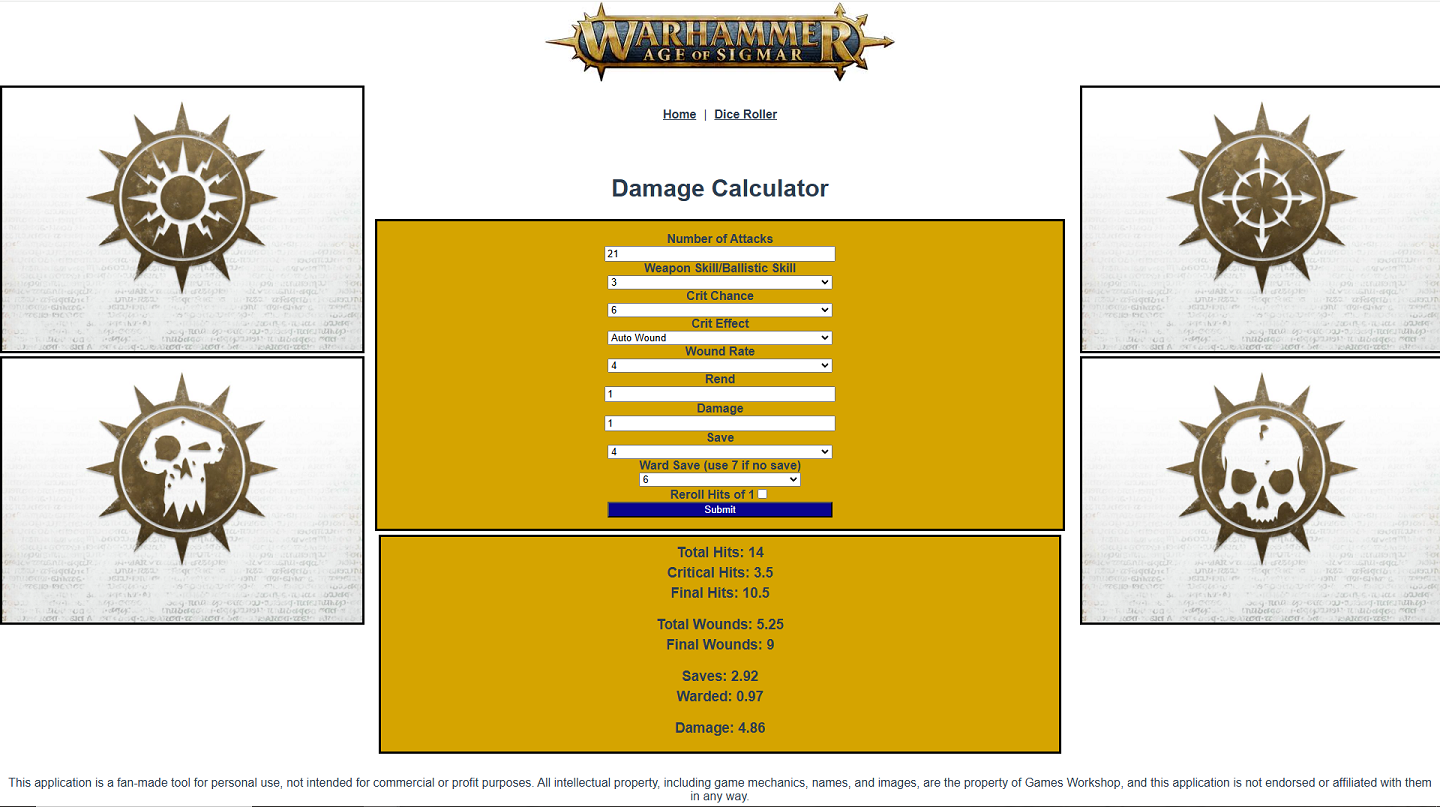 WARHAMMER
AGE OF SIGMAR
Home | Dice Roller
Damage Calculator
Number of Attacks
21
Weapon Skill/Ballistic Skill
3
Crit Chance
6
Crit Effect
Auto Wound
Wound Rate
4
Rend
1
Damage
1
Save
4
Ward Save (use 7 if no save)
6
Reroll Hits of 1
Submit
Total Hits: 14
Critical Hits: 3.5
Final Hits: 10.5
Total Wounds: 5.25
Final Wounds: 9
Saves: 2.92
Warded: 0.97
Damage: 4.86
This application is a fan-made tool for personal use, not intended for commercial or profit purposes. All intellectual property, including game mechanics, names, and images, are the property of Games Workshop, and this application is not endorsed or affiliated with them
in any way.